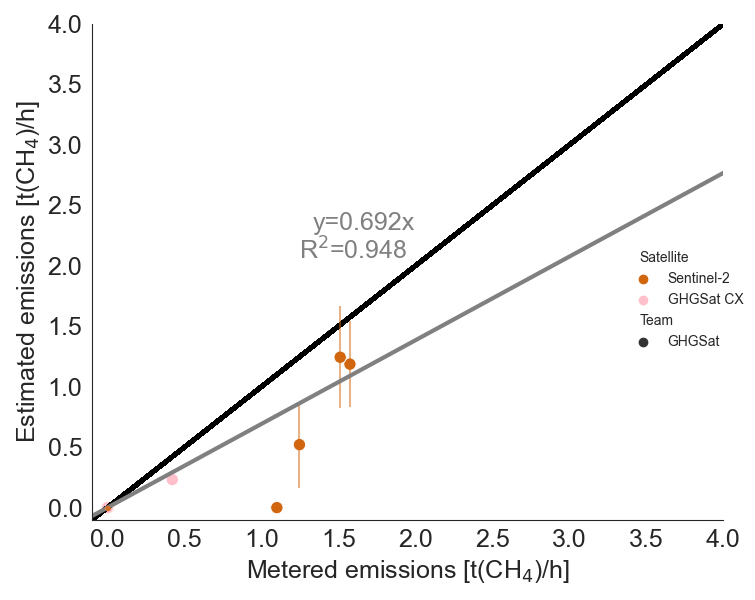 4.0
3.5
3.0
2.5
2.0
1.5
1.0
0.5
0.0
Estimated emissions [t(CH₄)/h]
y=0.692x
R²=0.948
Satellite
Sentinel-2
GHGSat CX
Team
GHGSat
0.0 0.5 1.0 1.5 2.0 2.5 3.0 3.5 4.0
Metered emissions [t(CH₄)/h]